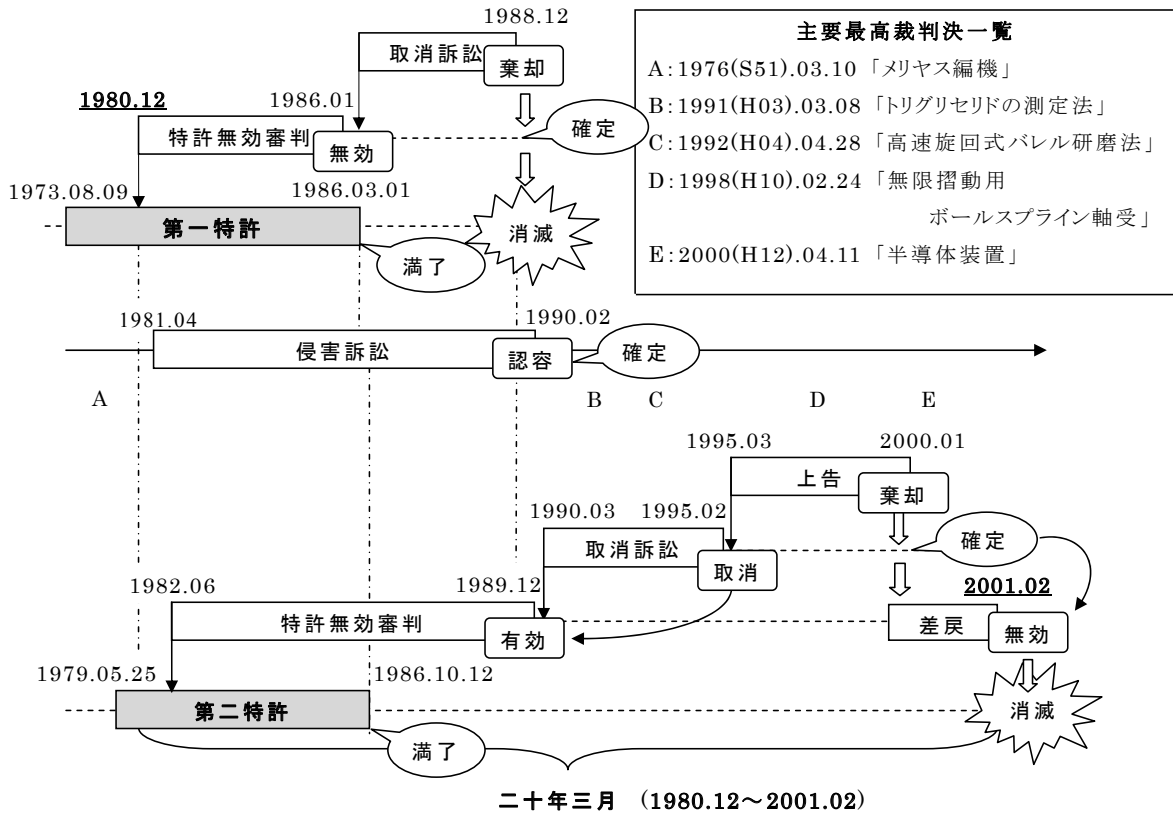 1988.12
取消訴訟
棄却
1980.12
1986.01
確定
特許無効審判
無効
1973.08.09
1986.03.01
第一特許
消滅
満了
主要最高裁判決一覧
A:1976(S51).03.10 「メリヤス編機」
B:1991(H03).03.08 「トリグリセリドの測定法」
C:1992(H04).04.28 「高速旋回式バレル研磨法」
D:1998(H10).02.24 「無限摺動用
ボールスプライン軸受」
E:2000(H12).04.11 「半導体装置」
1981.04
1990.02
侵害訴訟
認容
確定
A
B
C
D
E
1995.03
2000.01
上告
棄却
1990.03
1995.02
取消訴訟
取消
確定
1982.06
1989.12
2001.02
特許無効審判
有効
差戻
無効
1979.05.25
1986.10.12
第二特許
消滅
満了
二十年三月 (1980.12～2001.02)